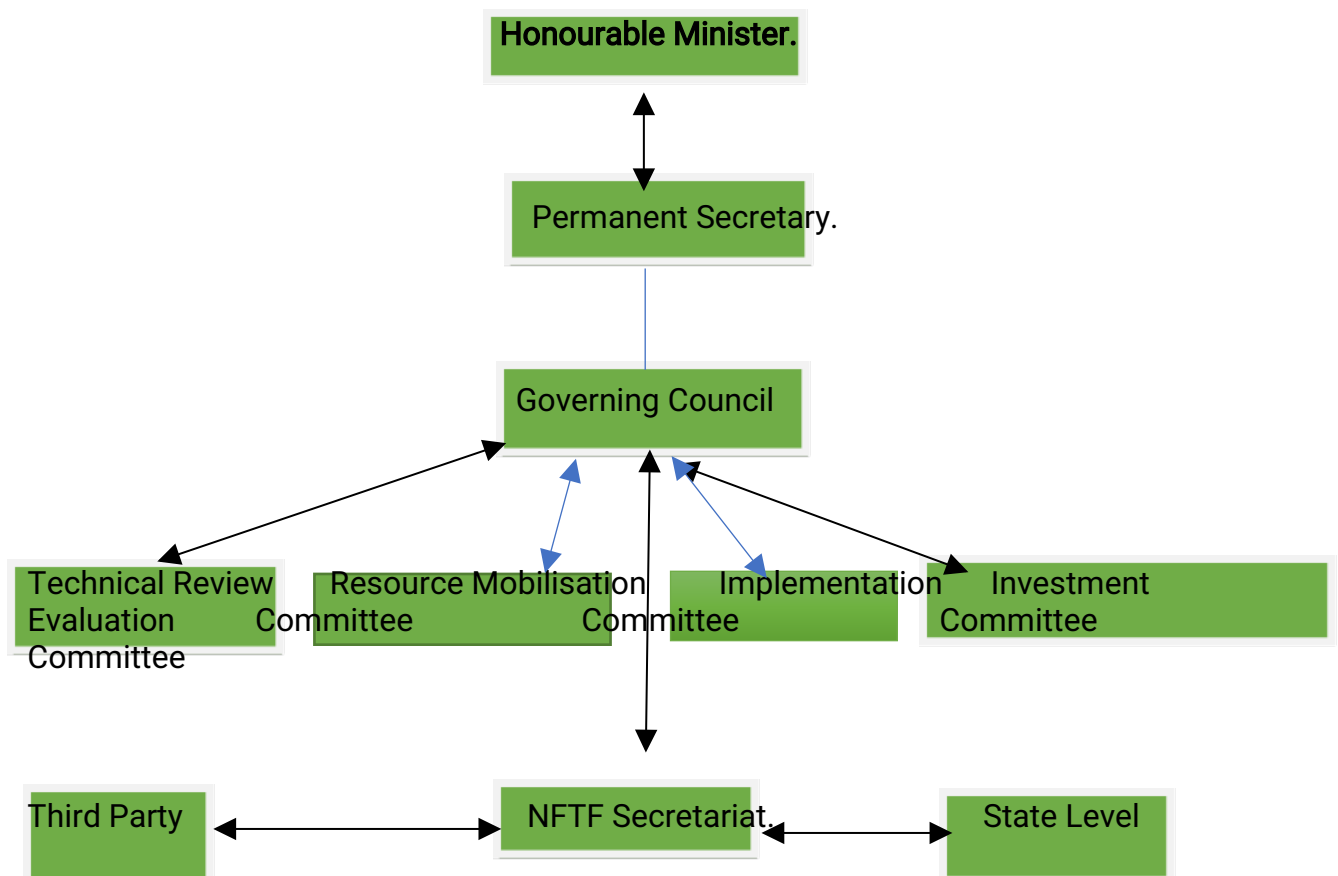 Honourable Minister.
Permanent Secretary.
Governing Council
Technical Review Resource Mobilisation Implementation Investment
Evaluation Committee Committee Committee
Committee
Third Party NFTF Secretariat. State Level